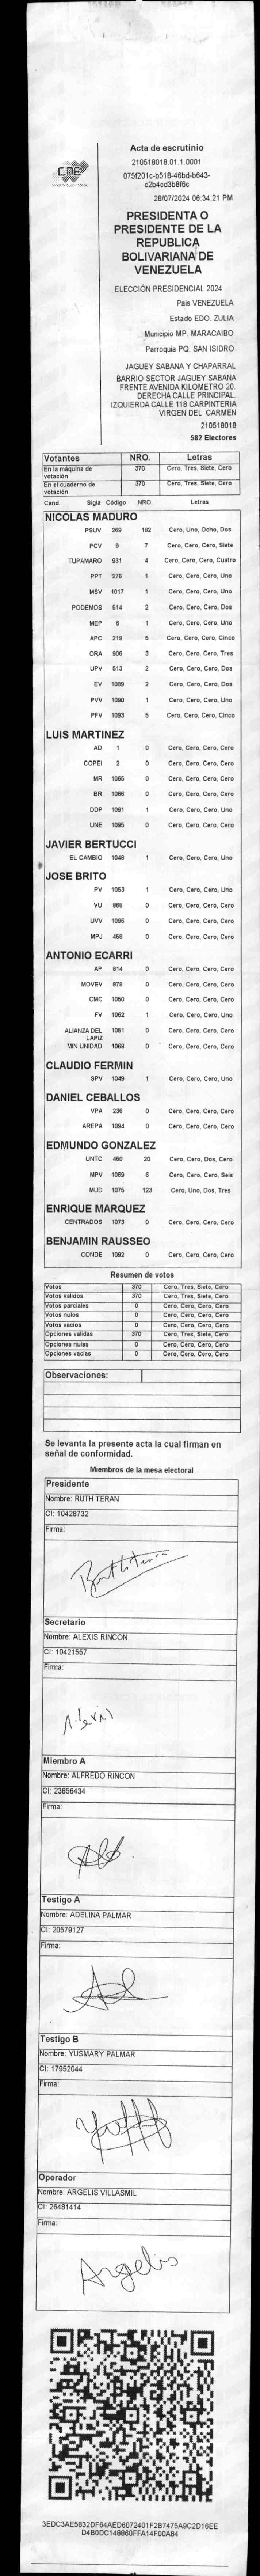 CNE
Acta de escrutinio
210518018.01.1.0001
075f201c-b518-46bd-b643-
c2b4cd3b8f6c
28/07/2024 06:34:21 PM
PRESIDENTA O
PRESIDENTE DE LA
REPUBLICA
BOLIVARIANA DE
VENEZUELA
ELECCIÓN PRESIDENCIAL 2024
Pais VENEZUELA
Estado EDO. ZULIA
Municipio MP. MARACAIBO
Parroquia PQ. SAN ISIDRO
JAGUEY SABANA Y CHAPARRAL
BARRIO SECTOR JAGUEY SABANA
FRENTE AVENIDA KILOMETRO 20.
DERECHA CALLE PRINCIPAL.
IZQUIERDA CALLE 118 CARPINTERIA
VIRGEN DEL CARMEN
210518018
582 Electores
Votantes NRO. Letras
En la máquina de votación 370 Cero, Tres, Siete, Cero
En el cuaderno de votación 370 Cero, Tres, Siete, Cero
Cand. Sigla Código NRO. Letras
NICOLAS MADURO
PSUV 269 182 Cero, Uno, Ocho, Dos
PCV 9 7 Cero, Cero, Cero, Siete
TUPAMARO 931 4 Cero, Cero, Cero, Cuatro
PPT 276 1 Cero, Cero, Cero, Uno
MSV 1017 1 Cero, Cero, Cero, Uno
PODEMOS 514 2 Cero, Cero, Cero, Dos
MEP 6 1 Cero, Cero, Cero, Uno
APC 219 5 Cero, Cero, Cero, Cinco
ORA 906 3 Cero, Cero, Cero, Tres
UPV 513 2 Cero, Cero, Cero, Dos
EV 1089 2 Cero, Cero, Cero, Dos
PVV 1090 1 Cero, Cero, Cero, Uno
PFV 1093 5 Cero, Cero, Cero, Cinco
LUIS MARTINEZ
AD 1 0 Cero, Cero, Cero, Cero
COPEI 2 0 Cero, Cero, Cero, Cero
MR 1065 0 Cero, Cero, Cero, Cero
BR 1066 0 Cero, Cero, Cero, Cero
DDP 1091 1 Cero, Cero, Cero, Uno
UNE 1095 0 Cero, Cero, Cero, Cero
JAVIER BERTUCCI
EL CAMBIO 1048 1 Cero, Cero, Cero, Uno
JOSE BRITO
PV 1053 1 Cero, Cero, Cero, Uno
VU 959 0 Cero, Cero, Cero, Cero
UVV 1096 0 Cero, Cero, Cero, Cero
MPJ 459 0 Cero, Cero, Cero, Cero
ANTONIO ECARRI
AP 914 0 Cero, Cero, Cero, Cero
MOVEV 979 0 Cero, Cero, Cero, Cero
CMC 1050 0 Cero, Cero, Cero, Cero
FV 1052 1 Cero, Cero, Cero, Uno
ALIANZA DEL LAPIZ 1051 0 Cero, Cero, Cero, Cero
MIN UNIDAD 1068 0 Cero, Cero, Cero, Cero
CLAUDIO FERMIN
SPV 1049 1 Cero, Cero, Cero, Uno
DANIEL CEBALLOS
VPA 236 0 Cero, Cero, Cero, Cero
AREPA 1094 0 Cero, Cero, Cero, Cero
EDMUNDO GONZALEZ
UNTC 460 20 Cero, Cero, Dos, Cero
MPV 1069 6 Cero, Cero, Cero, Seis
MUD 1075 123 Cero, Uno, Dos, Tres
ENRIQUE MARQUEZ
CENTRADOS 1073 0 Cero, Cero, Cero, Cero
BENJAMIN RAUSSEO
CONDE 1092 0 Cero, Cero, Cero, Cero
Resumen de votos
Votos 370 Cero, Tres, Siete, Cero
Votos validos 370 Cero, Tres, Siete, Cero
Votos parciales 0 Cero, Cero, Cero, Cero
Votos nulos 0 Cero, Cero, Cero, Cero
Votos vacios 0 Cero, Cero, Cero, Cero
Opciones validas 370 Cero, Tres, Siete, Cero
Opciones nulas 0 Cero, Cero, Cero, Cero
Opciones vacias 0 Cero, Cero, Cero, Cero
Observaciones:
Se levanta la presente acta la cual firman en
señal de conformidad.
Miembros de la mesa electoral
Presidente
Nombre: RUTH TERAN
CI: 10428732
Firma:
Ruth Teran
Secretario
Nombre: ALEXIS RINCON
CI: 10421557
Firma:
Alexis
Miembro A
Nombre: ALFREDO RINCON
CI: 23856434
Firma:
Testigo A
Nombre: ADELINA PALMAR
CI: 20579127
Firma:
Testigo B
Nombre: YUSMARY PALMAR
CI: 17952044
Firma:
Operador
Nombre: ARGELIS VILLASMIL
CI: 26481414
Firma:
Argelis
3EDC3AE5832DF64AED6072401F2B7475A9C2D16EE
D4B0DC148860FFA14F00A84